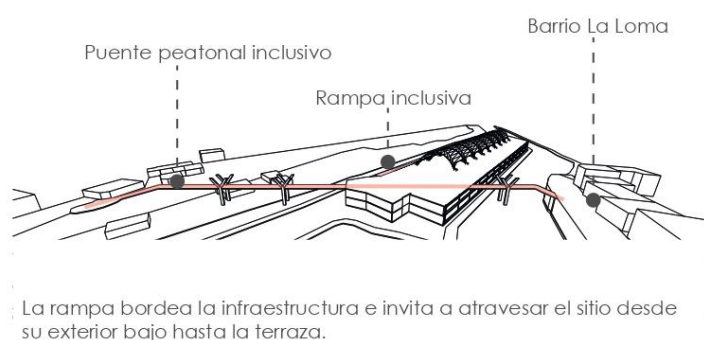 Barrio La Loma
Puente peatonal inclusivo
Rampa inclusiva
La rampa bordea la infraestructura e invita a atravesar el sitio desde
su exterior bajo hasta la terraza.